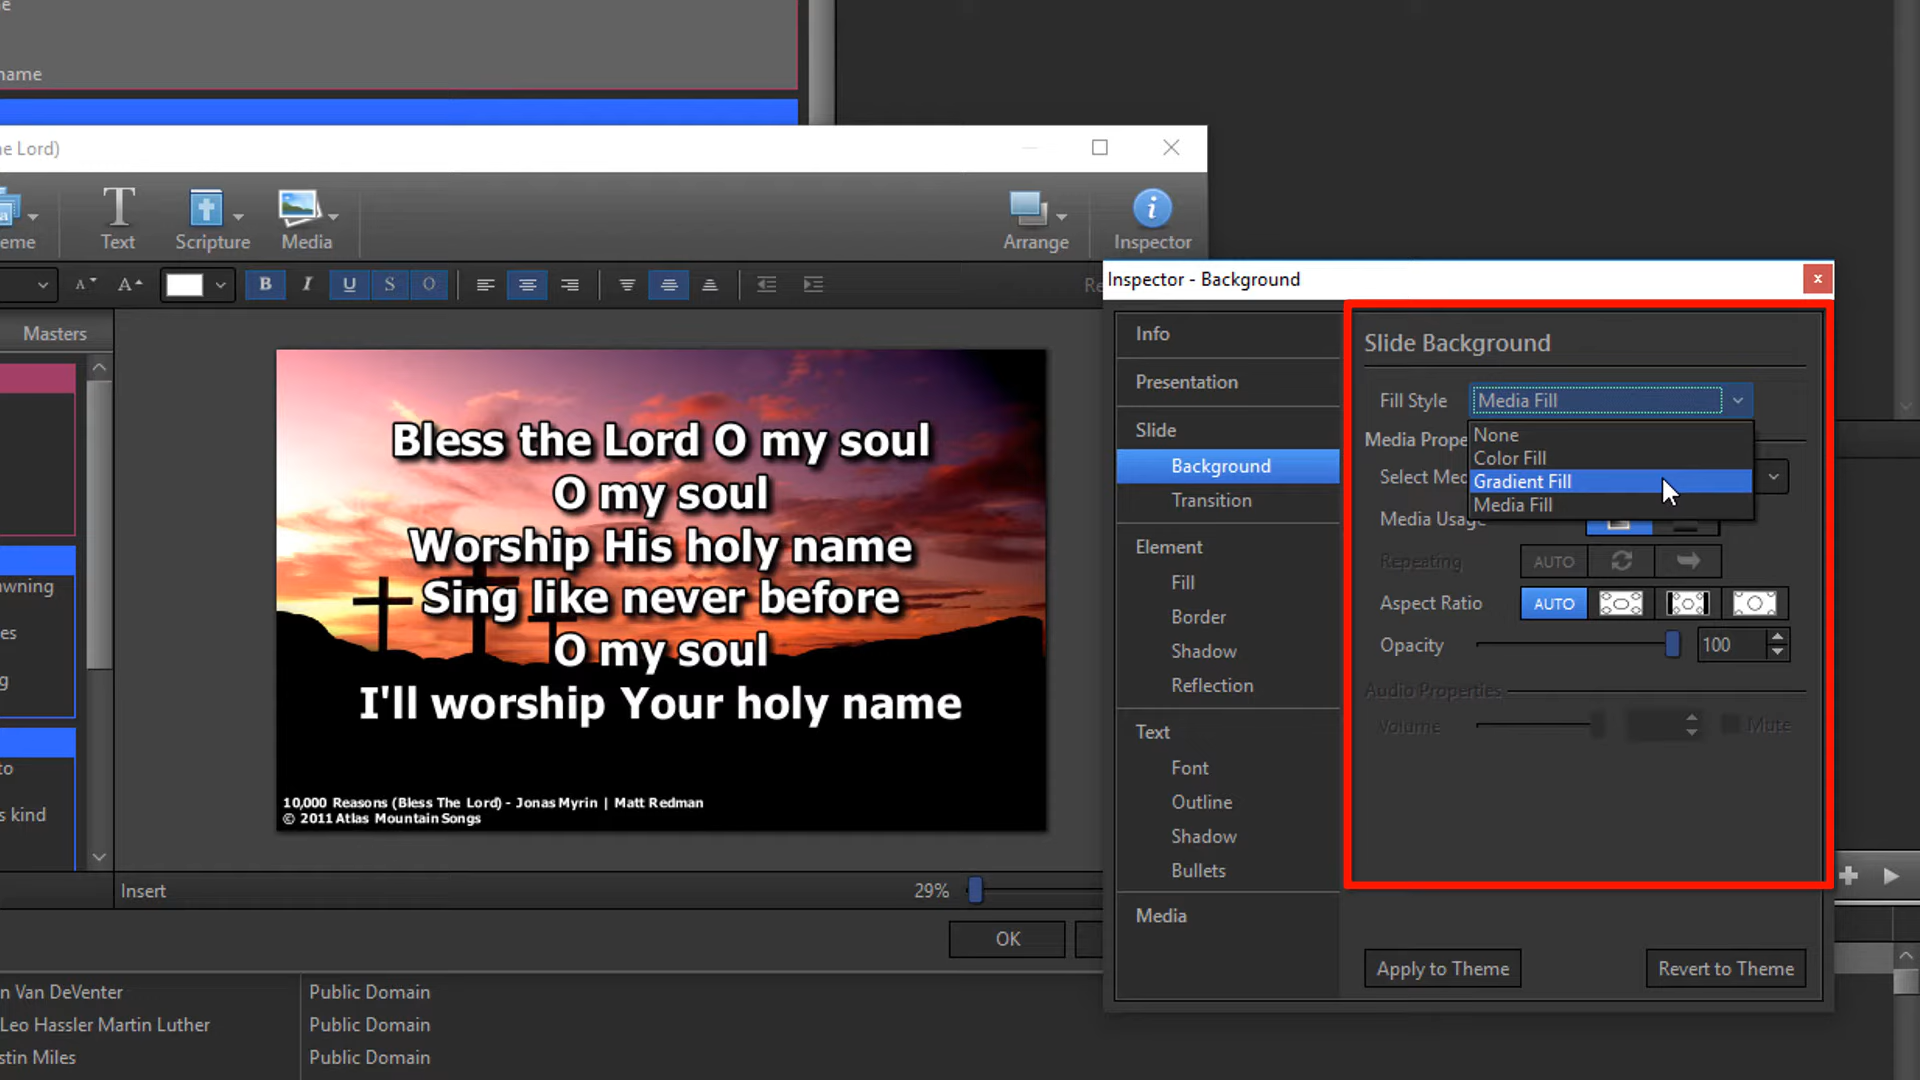 name
e Lord)
eme
Text
Scripture
Media
Arrange
Inspector
B I U S O
Masters
wning
es
g
to
s kind
Bless the Lord O my soul
O my soul
Worship His holy name
Sing like never before
O my soul
I'll worship Your holy name
10,000 Reasons (Bless The Lord) - Jonas Myrin | Matt Redman
© 2011 Atlas Mountain Songs
Insert
29%
OK
n Van DeVenter Public Domain
Leo Hassler Martin Luther Public Domain
stin Miles Public Domain
Inspector - Background
Info
Presentation
Slide
Background
Transition
Element
Fill
Border
Shadow
Reflection
Text
Font
Outline
Shadow
Bullets
Media
Slide Background
Fill Style Media Fill
None
Color Fill
Gradient Fill
Media Fill
Media Prope
Select Med
Media Usage
Repeating AUTO
Aspect Ratio AUTO
Opacity 100
Audio Properties
Volume Mute
Apply to Theme Revert to Theme